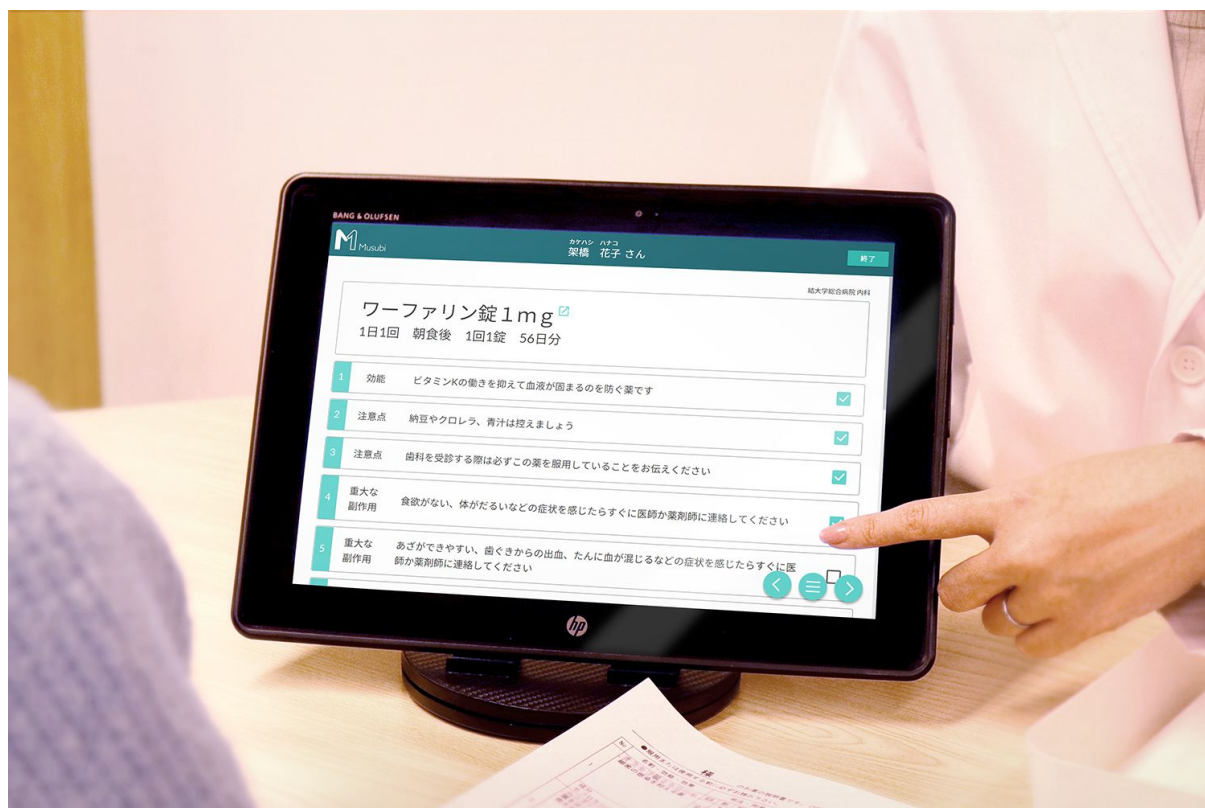 BANG & OLUFSEN
Musubi
カケハシ ハナコ
架橋 花子 さん
終了
結大学総合病院 内科
ワーファリン錠1mg
1日1回 朝食後 1回1錠 56日分
1 効能 ビタミンKの働きを抑えて血液が固まるのを防ぐ薬です
2 注意点 納豆やクロレラ、青汁は控えましょう
3 注意点 歯科を受診する際は必ずこの薬を服用していることをお伝えください
4 重大な
副作用 食欲がない、体がだるいなどの症状を感じたらすぐに医師か薬剤師に連絡してください
5 重大な
副作用 あざができやすい、歯ぐきからの出血、たんに血が混じるなどの症状を感じたらすぐに医
師か薬剤師に連絡してください
hp
様
No